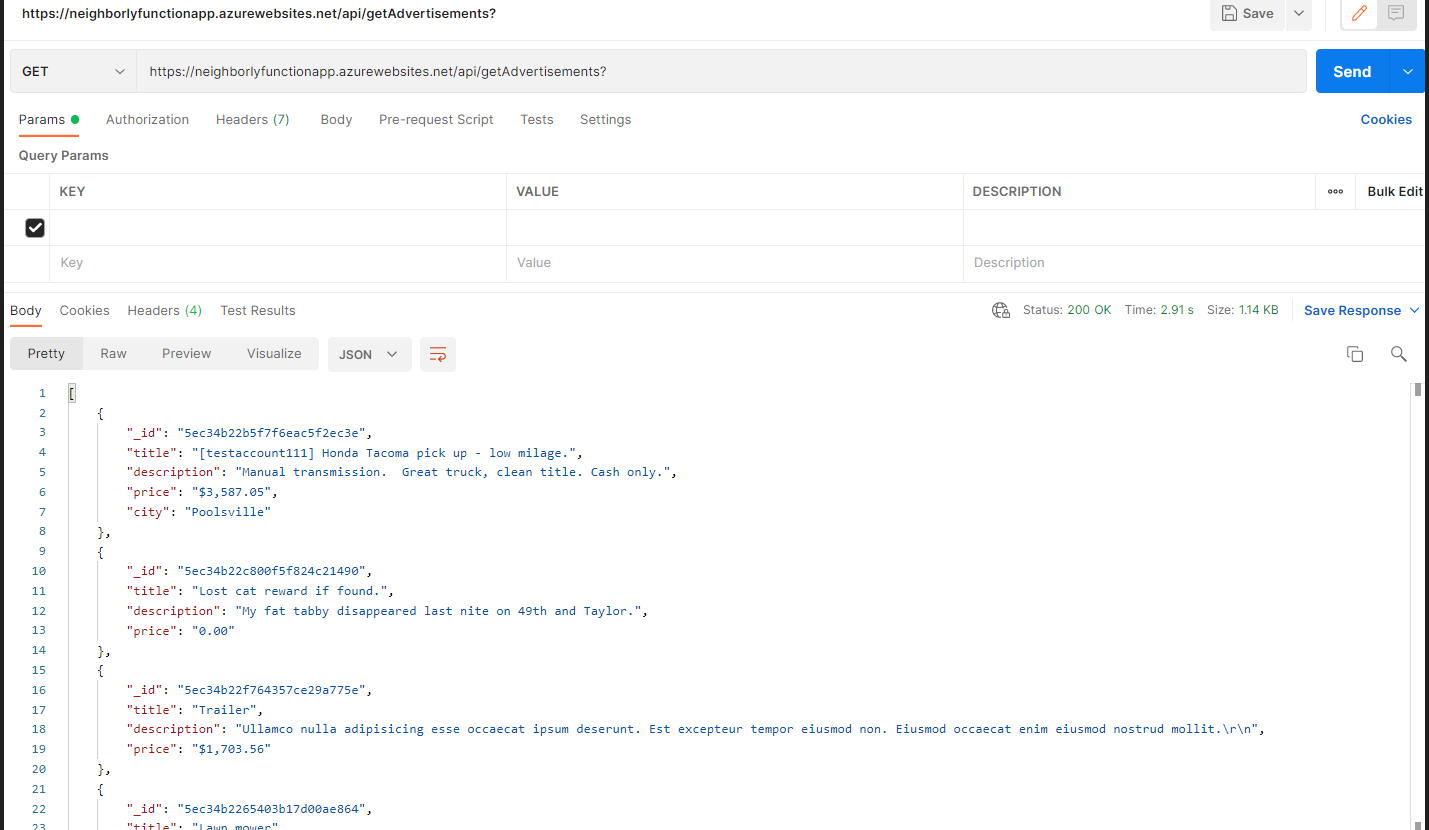 https://neighborlyfunctionapp.azurewebsites.net/api/getAdvertisements?
Save
GET
https://neighborlyfunctionapp.azurewebsites.net/api/getAdvertisements?
Send
Params Authorization Headers (7) Body Pre-request Script Tests Settings Cookies
Query Params
KEY VALUE DESCRIPTION Bulk Edit
Key Value Description
Body Cookies Headers (4) Test Results Status: 200 OK Time: 2.91 s Size: 1.14 KB Save Response
Pretty Raw Preview Visualize JSON
1 [
2 {
3 "_id": "5ec34b22b5f7f6eac5f2ec3e",
4 "title": "[testaccount111] Honda Tacoma pick up - low milage.",
5 "description": "Manual transmission.  Great truck, clean title. Cash only.",
6 "price": "$3,587.05",
7 "city": "Poolsville"
8 },
9 {
10 "_id": "5ec34b22c800f5f824c21490",
11 "title": "Lost cat reward if found.",
12 "description": "My fat tabby disappeared last nite on 49th and Taylor.",
13 "price": "0.00"
14 },
15 {
16 "_id": "5ec34b22f764357ce29a775e",
17 "title": "Trailer",
18 "description": "Ullamco nulla adipisicing esse occaecat ipsum deserunt. Est excepteur tempor eiusmod non. Eiusmod occaecat enim eiusmod nostrud mollit.\r\n",
19 "price": "$1,703.56"
20 },
21 {
22 "_id": "5ec34b2265403b17d00ae864",
23 "title": "Lawn mower"